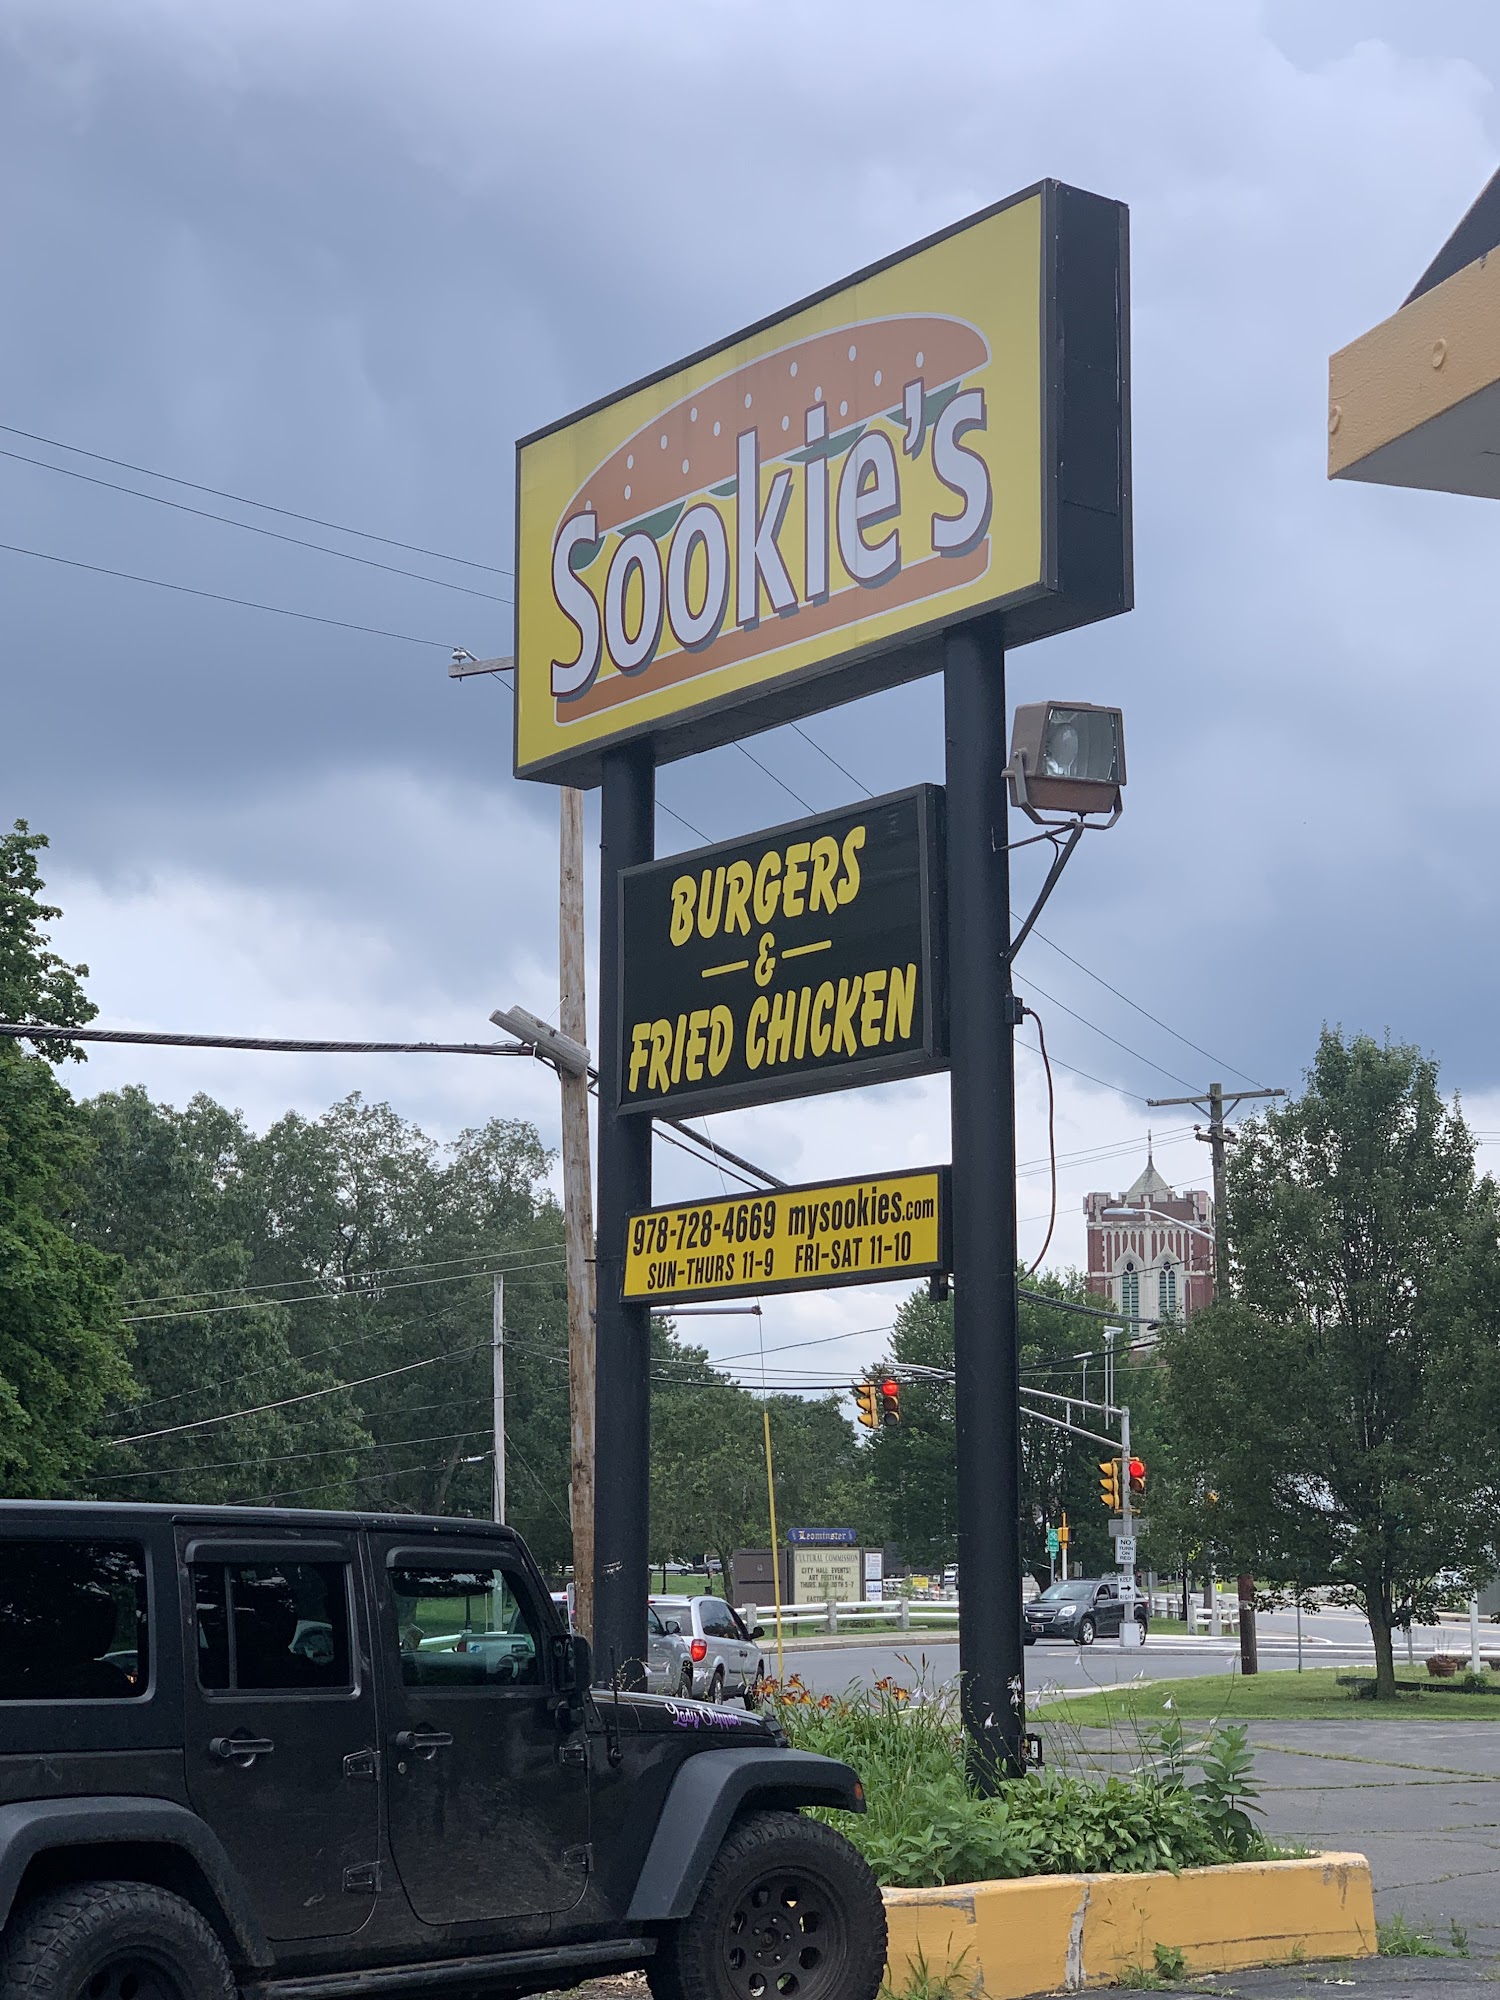 Sookie's
BURGERS
&
FRIED CHICKEN
978-728-4669 mysookies.com
SUN-THURS 11-9 FRI-SAT 11-10
Leominster
CULTURAL COMMISSION
CITY HALL EVENTS!
ART FESTIVAL
NO
TURN
ON
RED
KEEP
RIGHT
Lady